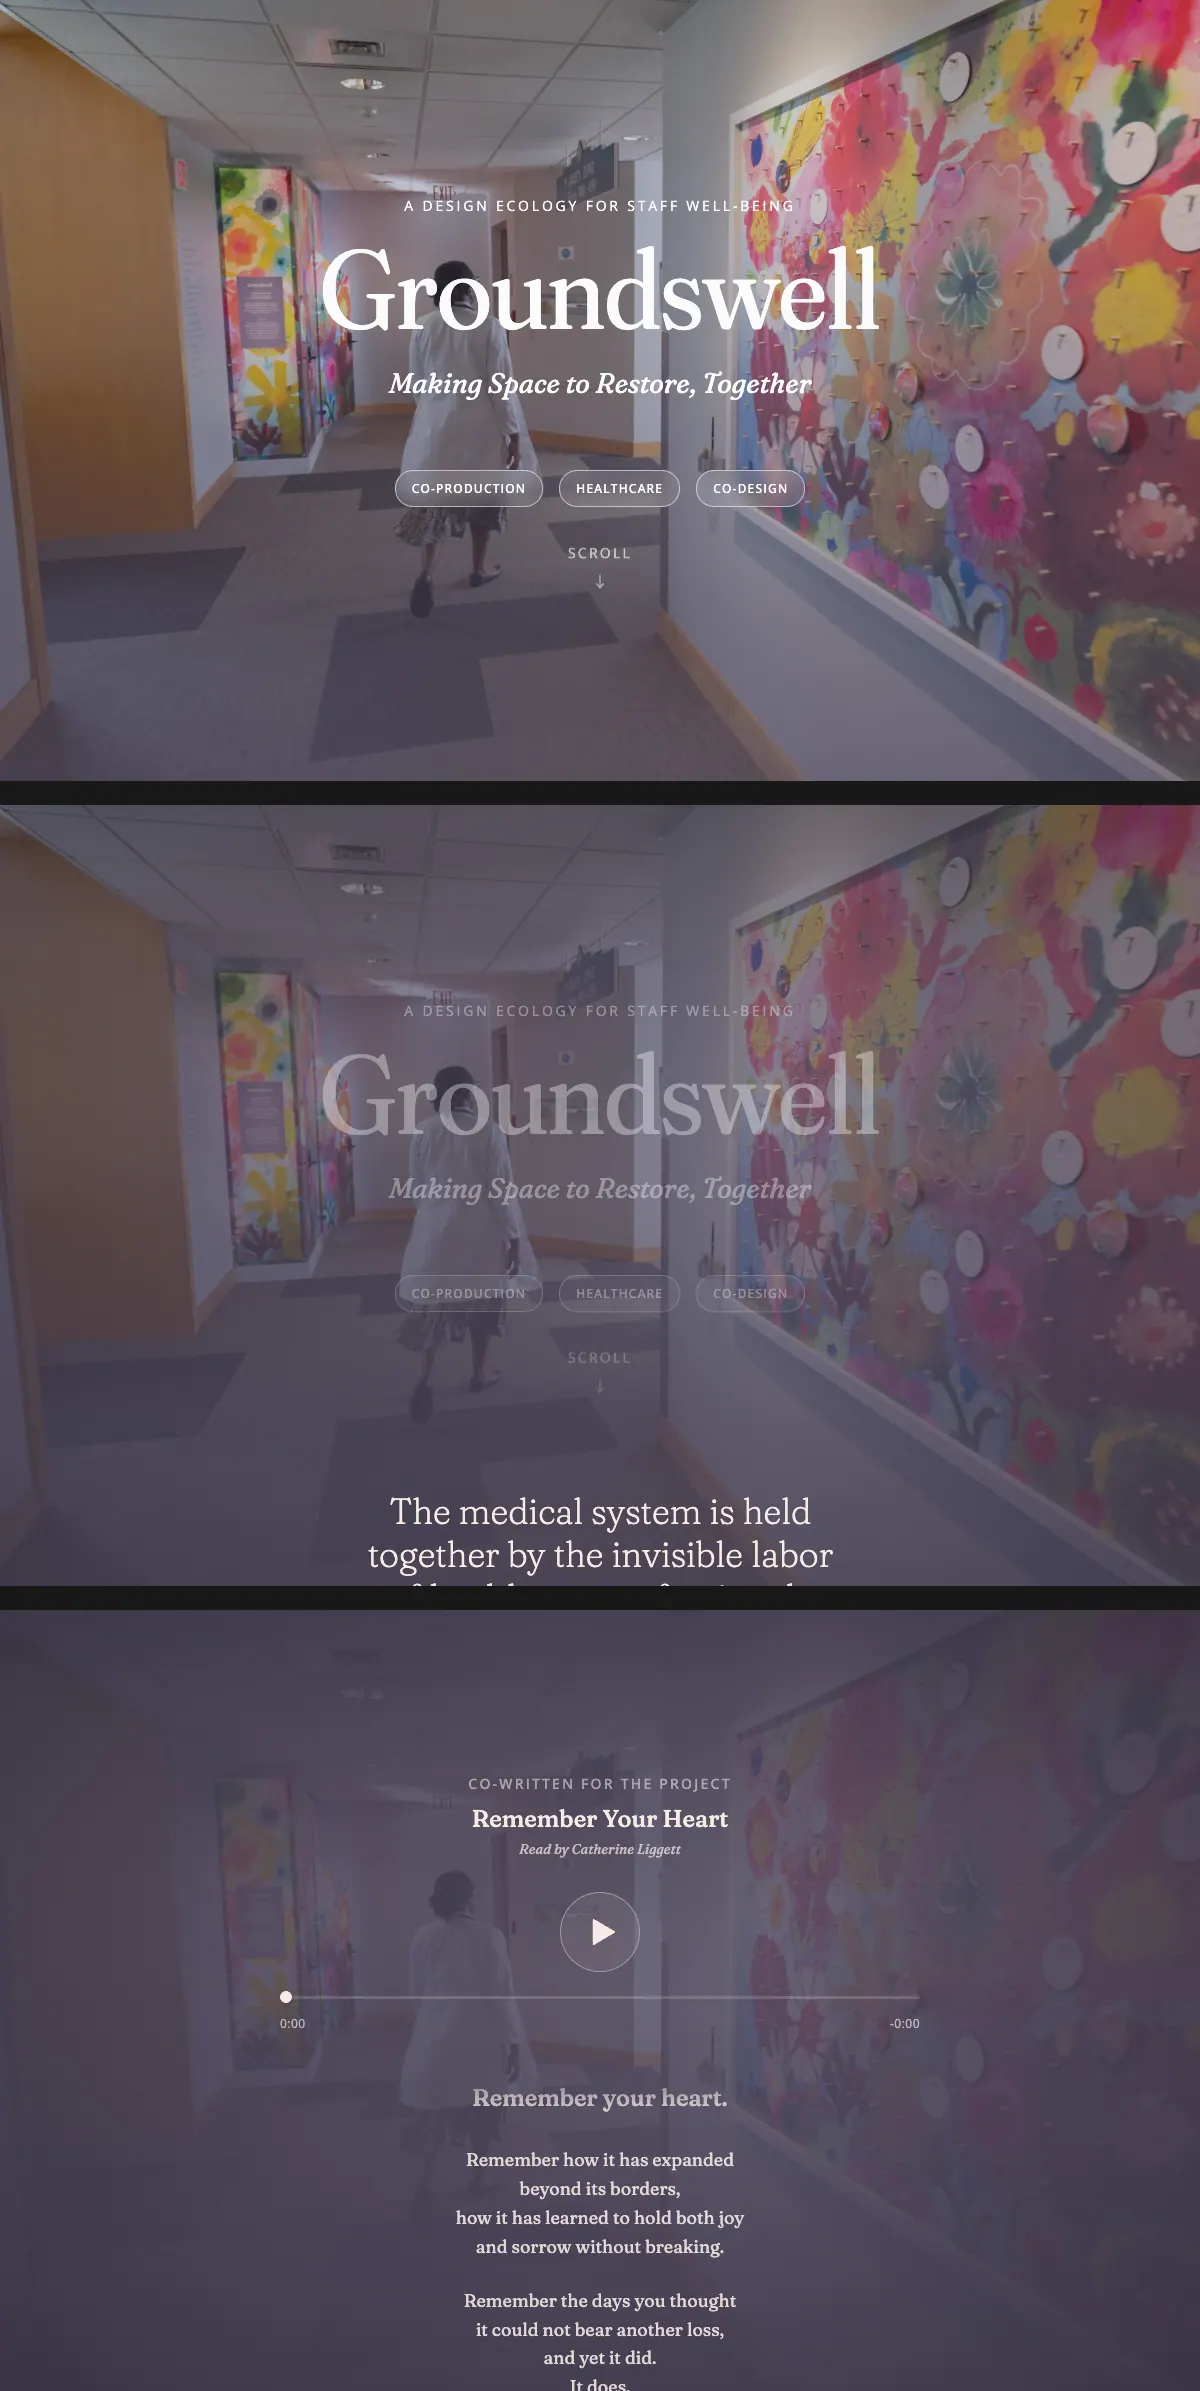 EXIT
A DESIGN ECOLOGY FOR STAFF WELL-BEING
Groundswell
Making Space to Restore, Together
CO-PRODUCTION HEALTHCARE CO-DESIGN
SCROLL
EXIT
A DESIGN ECOLOGY FOR STAFF WELL-BEING
Groundswell
Making Space to Restore, Together
CO-PRODUCTION HEALTHCARE CO-DESIGN
SCROLL
The medical system is held
together by the invisible labor
CO-WRITTEN FOR THE PROJECT
Remember Your Heart
Read by Catherine Liggett
0:00 -0:00
Remember your heart.
Remember how it has expanded
beyond its borders,
how it has learned to hold both joy
and sorrow without breaking.
Remember the days you thought
it could not bear another loss,
and yet it did.
It does.